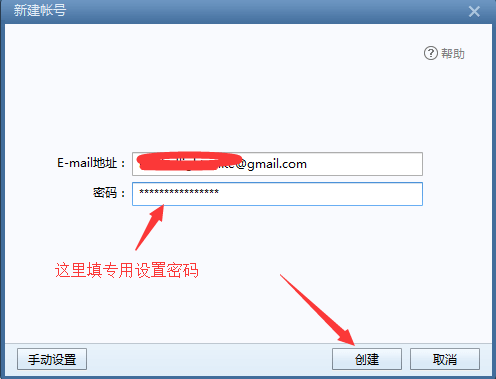 新建帐号
帮助
E-mail地址：@gmail.com
密码：****************
这里填专用设置密码
手动设置 创建 取消